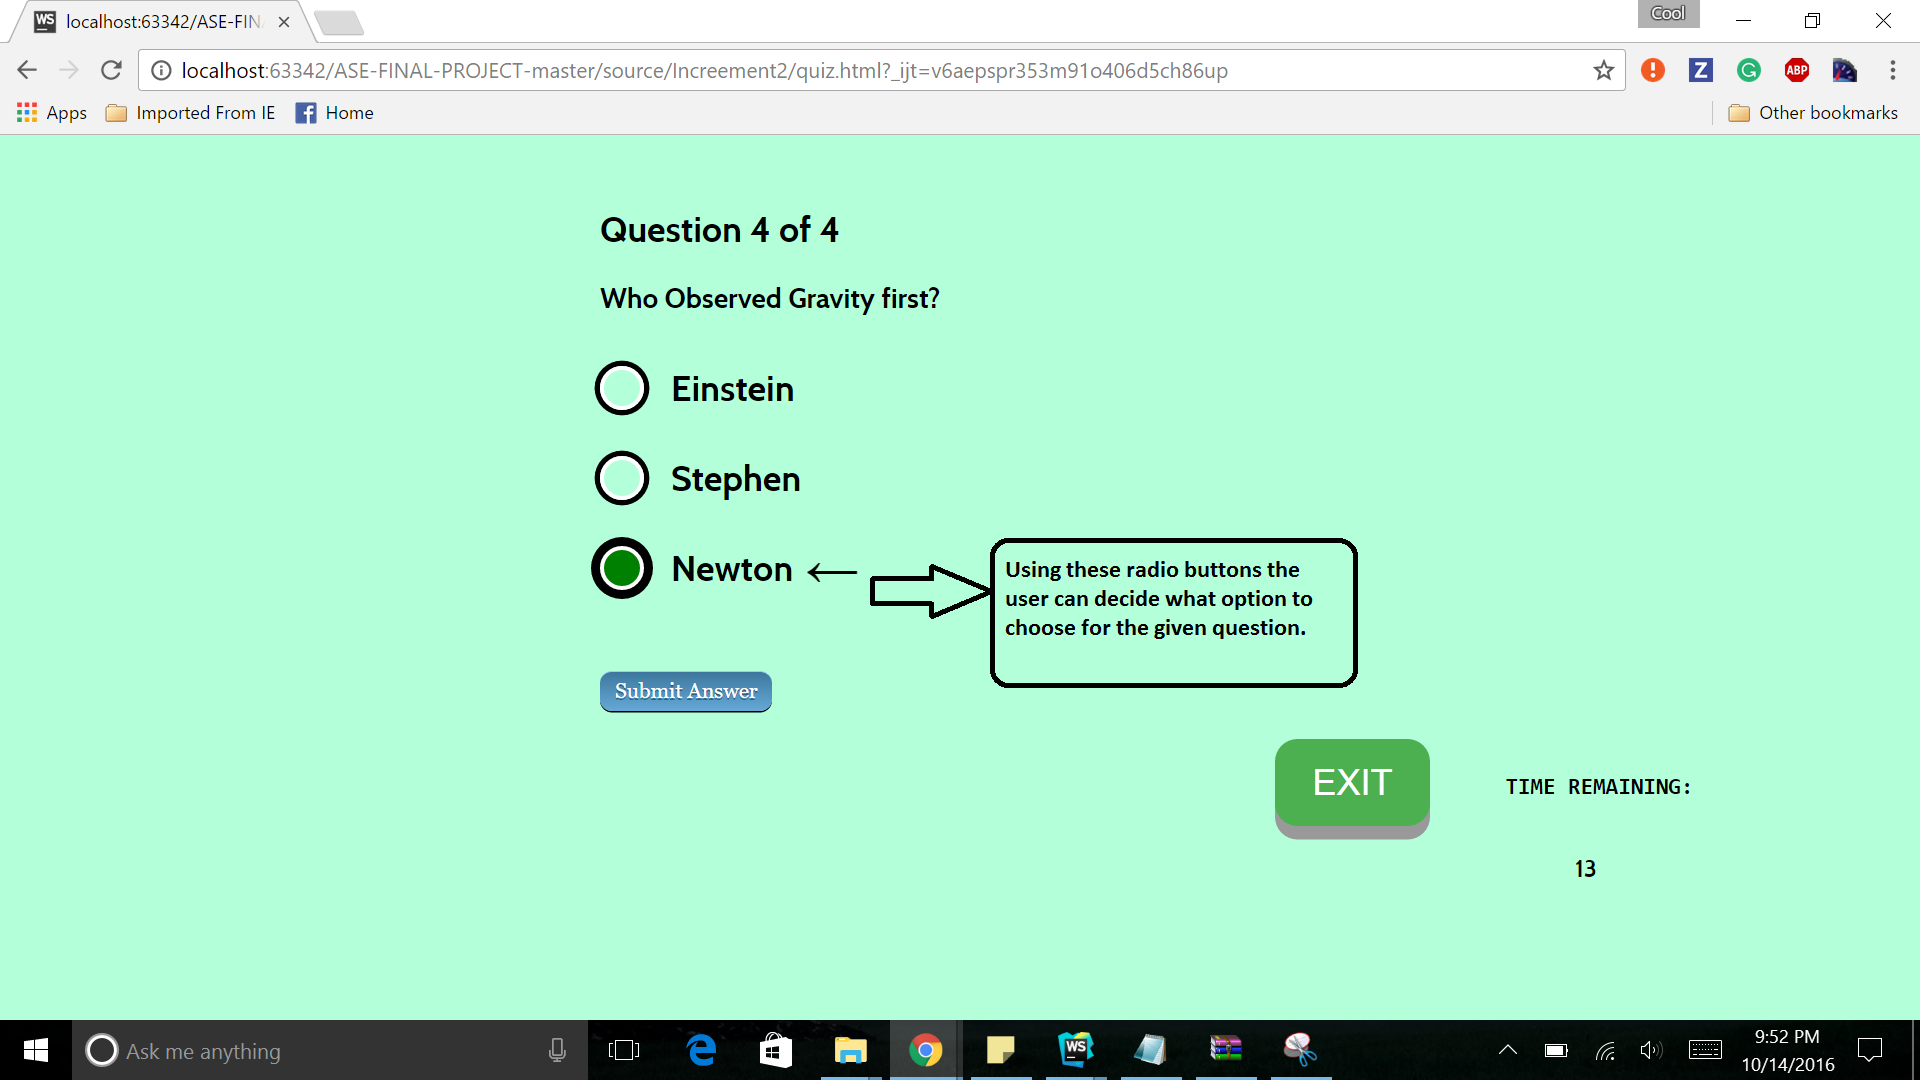 WS localhost:63342/ASE-FIN
Cool
localhost:63342/ASE-FINAL-PROJECT-master/source/Increement2/quiz.html?_ijt=v6aepspr353m91o406d5ch86up
Z
G
ABP
Apps
Imported From IE
f Home
Other bookmarks
Question 4 of 4
Who Observed Gravity first?
Einstein
Stephen
Newton
Using these radio buttons the
user can decide what option to
choose for the given question.
Submit Answer
EXIT
TIME REMAINING:
13
Ask me anything
WS
9:52 PM
10/14/2016